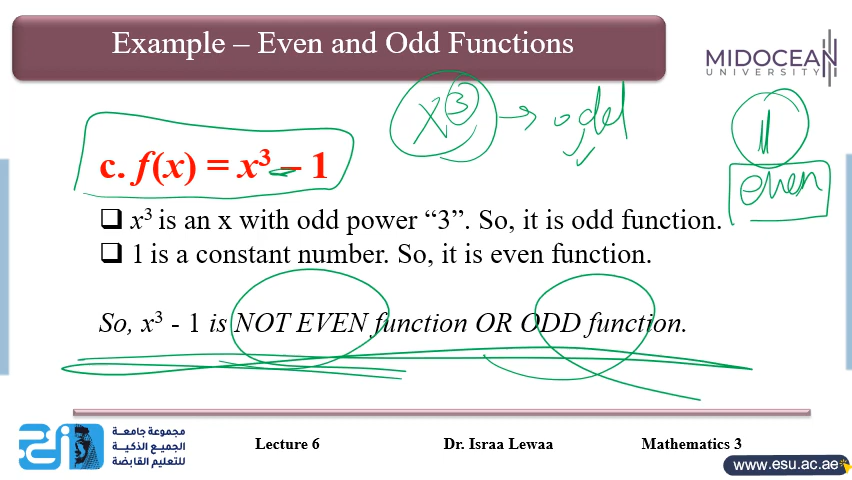 Example – Even and Odd Functions
MIDOCEAN
UNIVERSITY
x³ → odd
1
even
c. f(x) = x³ – 1
❑ x³ is an x with odd power “3”. So, it is odd function.
❑ 1 is a constant number. So, it is even function.
So, x³ - 1 is NOT EVEN function OR ODD function.
مجموعة جامعة
الجميع الذكية
للتعليم القابضة
Lecture 6 Dr. Israa Lewaa Mathematics 3
www.esu.ac.ae